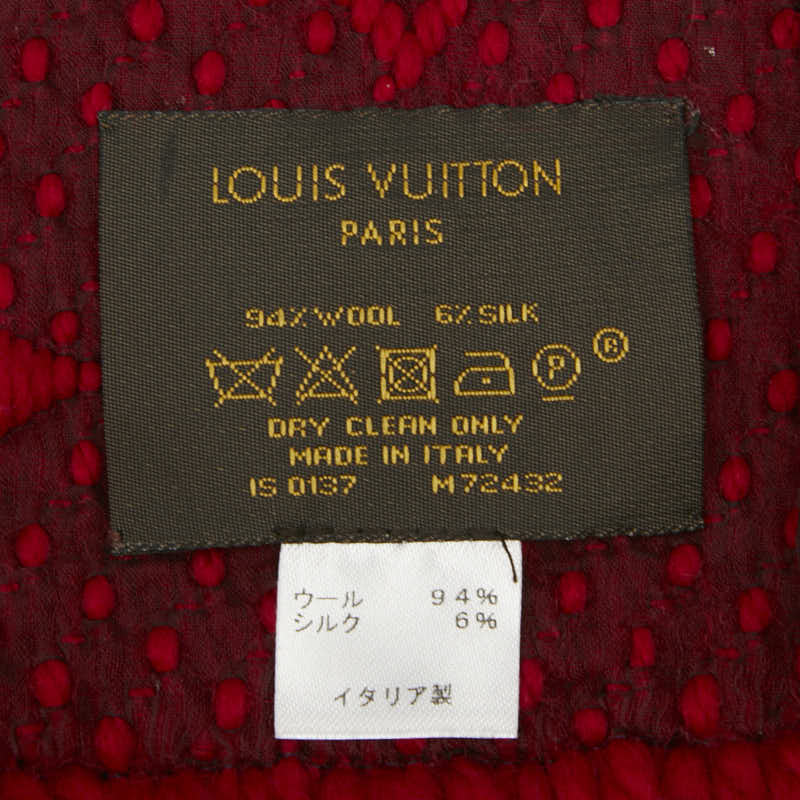 LOUIS VUITTON
PARIS
94% WOOL 6% SILK
P ®
DRY CLEAN ONLY
MADE IN ITALY
IS 0137 M72432
ウール 94%
シルク 6%
イタリア製